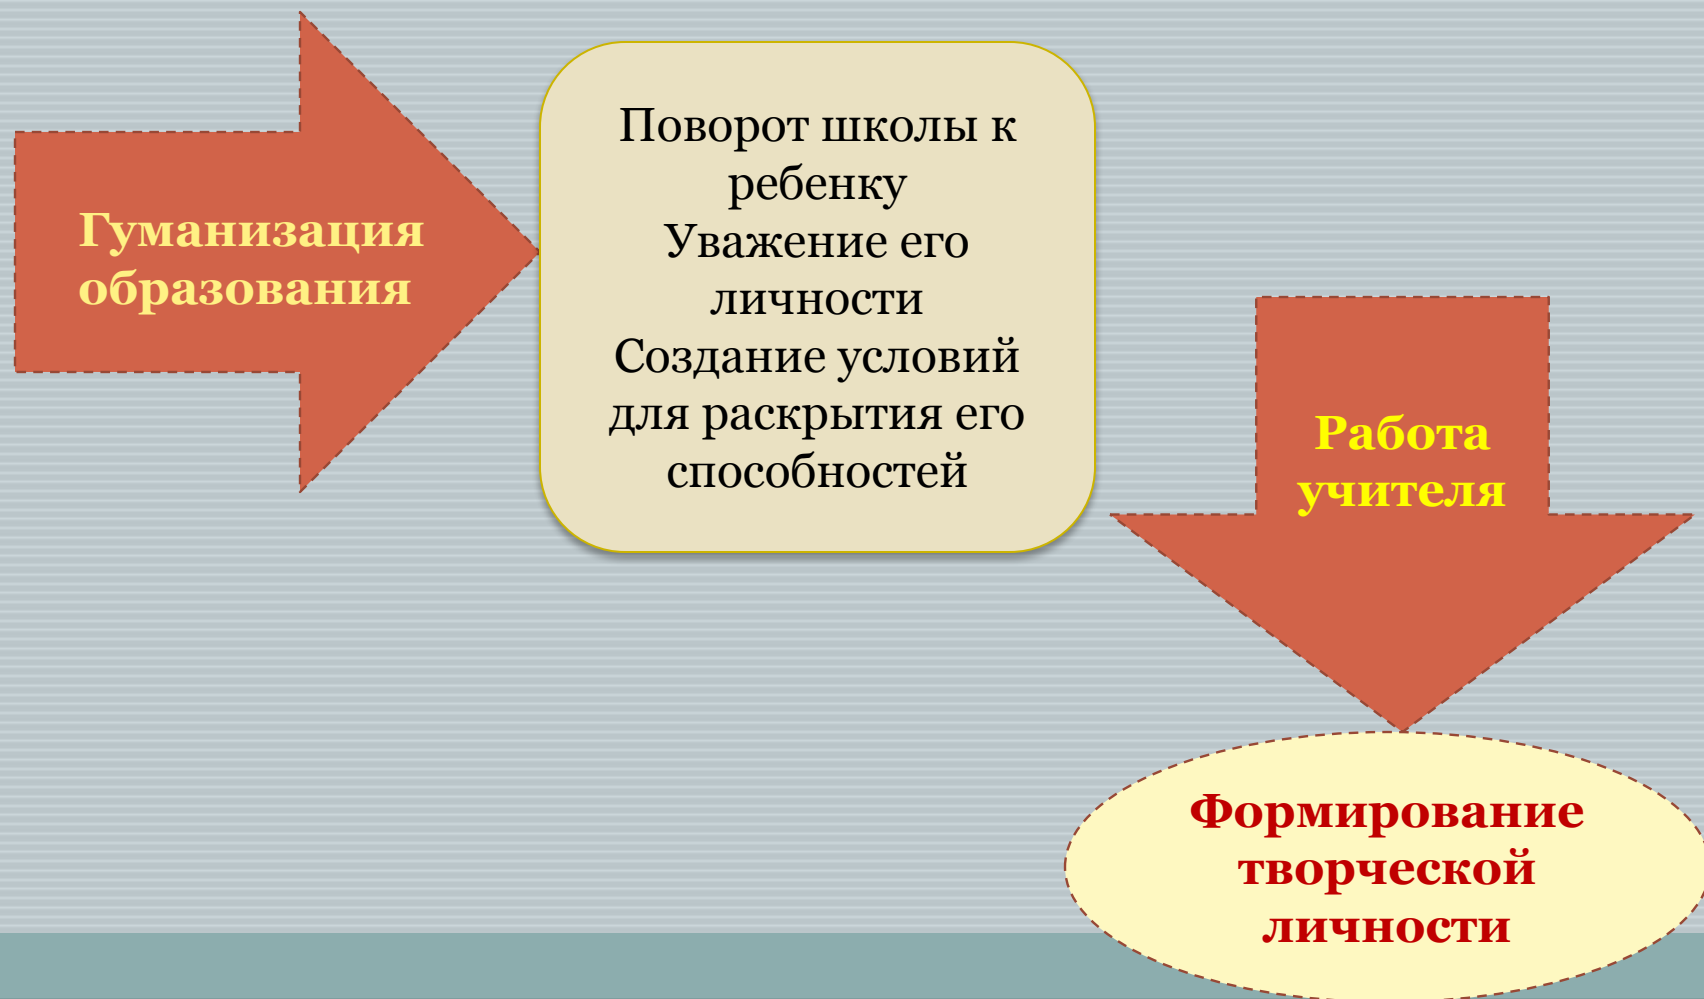 Гуманизация
образования
Поворот школы к
ребенку
Уважение его
личности
Создание условий
для раскрытия его
способностей
Работа
учителя
Формирование
творческой
личности